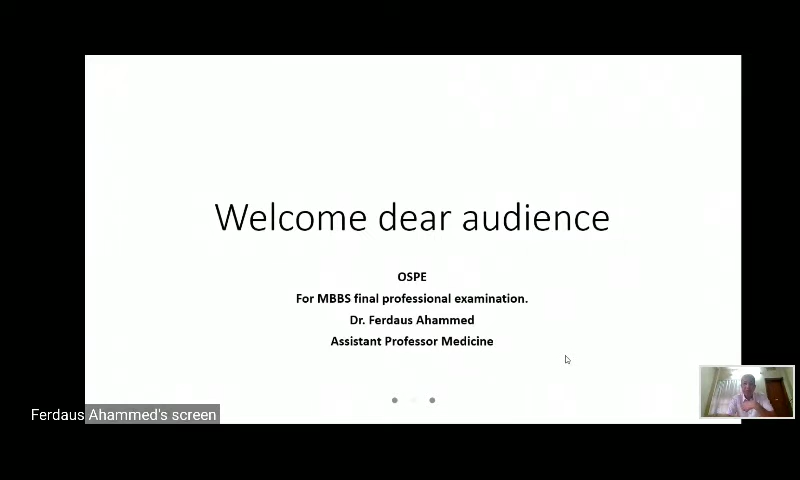 Welcome dear audience
OSPE
For MBBS final professional examination.
Dr. Ferdaus Ahammed
Assistant Professor Medicine
Ferdaus Ahammed's screen